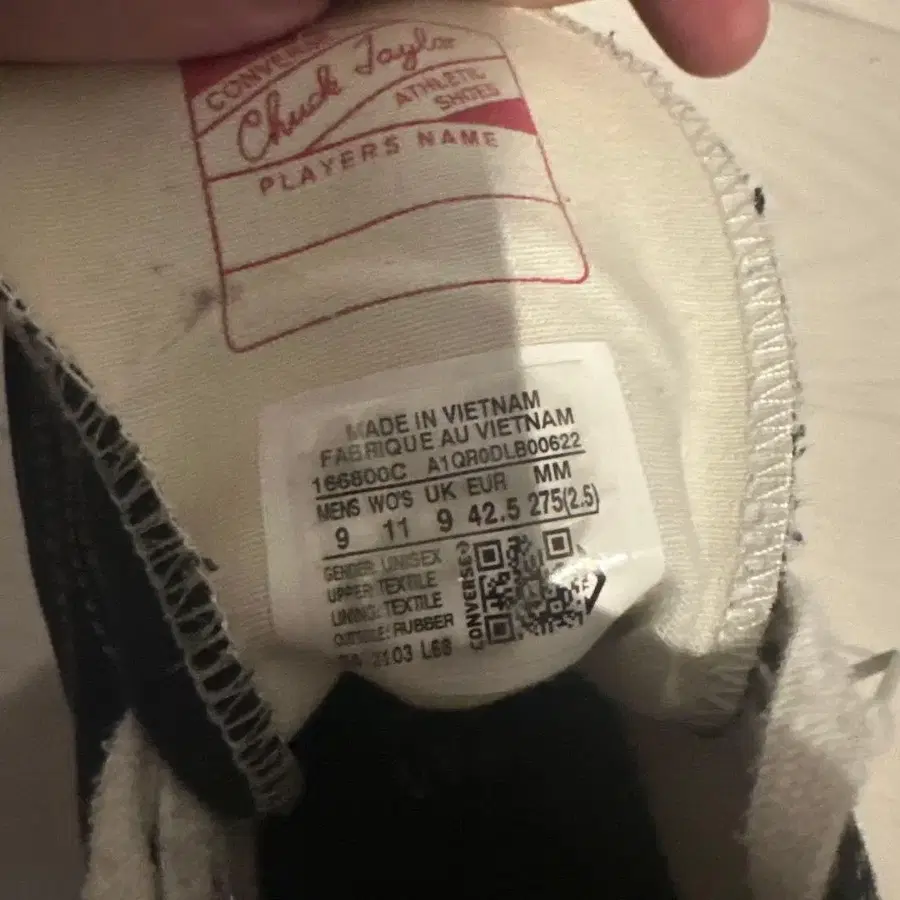 CONVERSE
Chuck Taylor
ATHLETIC
SHOES
PLAYERS NAME
MADE IN VIETNAM
FABRIQUE AU VIETNAM
166800C A1QR0DLB00622
MENS WO'S UK EUR MM
9 11 9 42.5 275(2.5)
GENDER: UNISEX
UPPER: TEXTILE
LINING: TEXTILE
OUTSOLE: RUBBER
2103 L68
CONVERSE